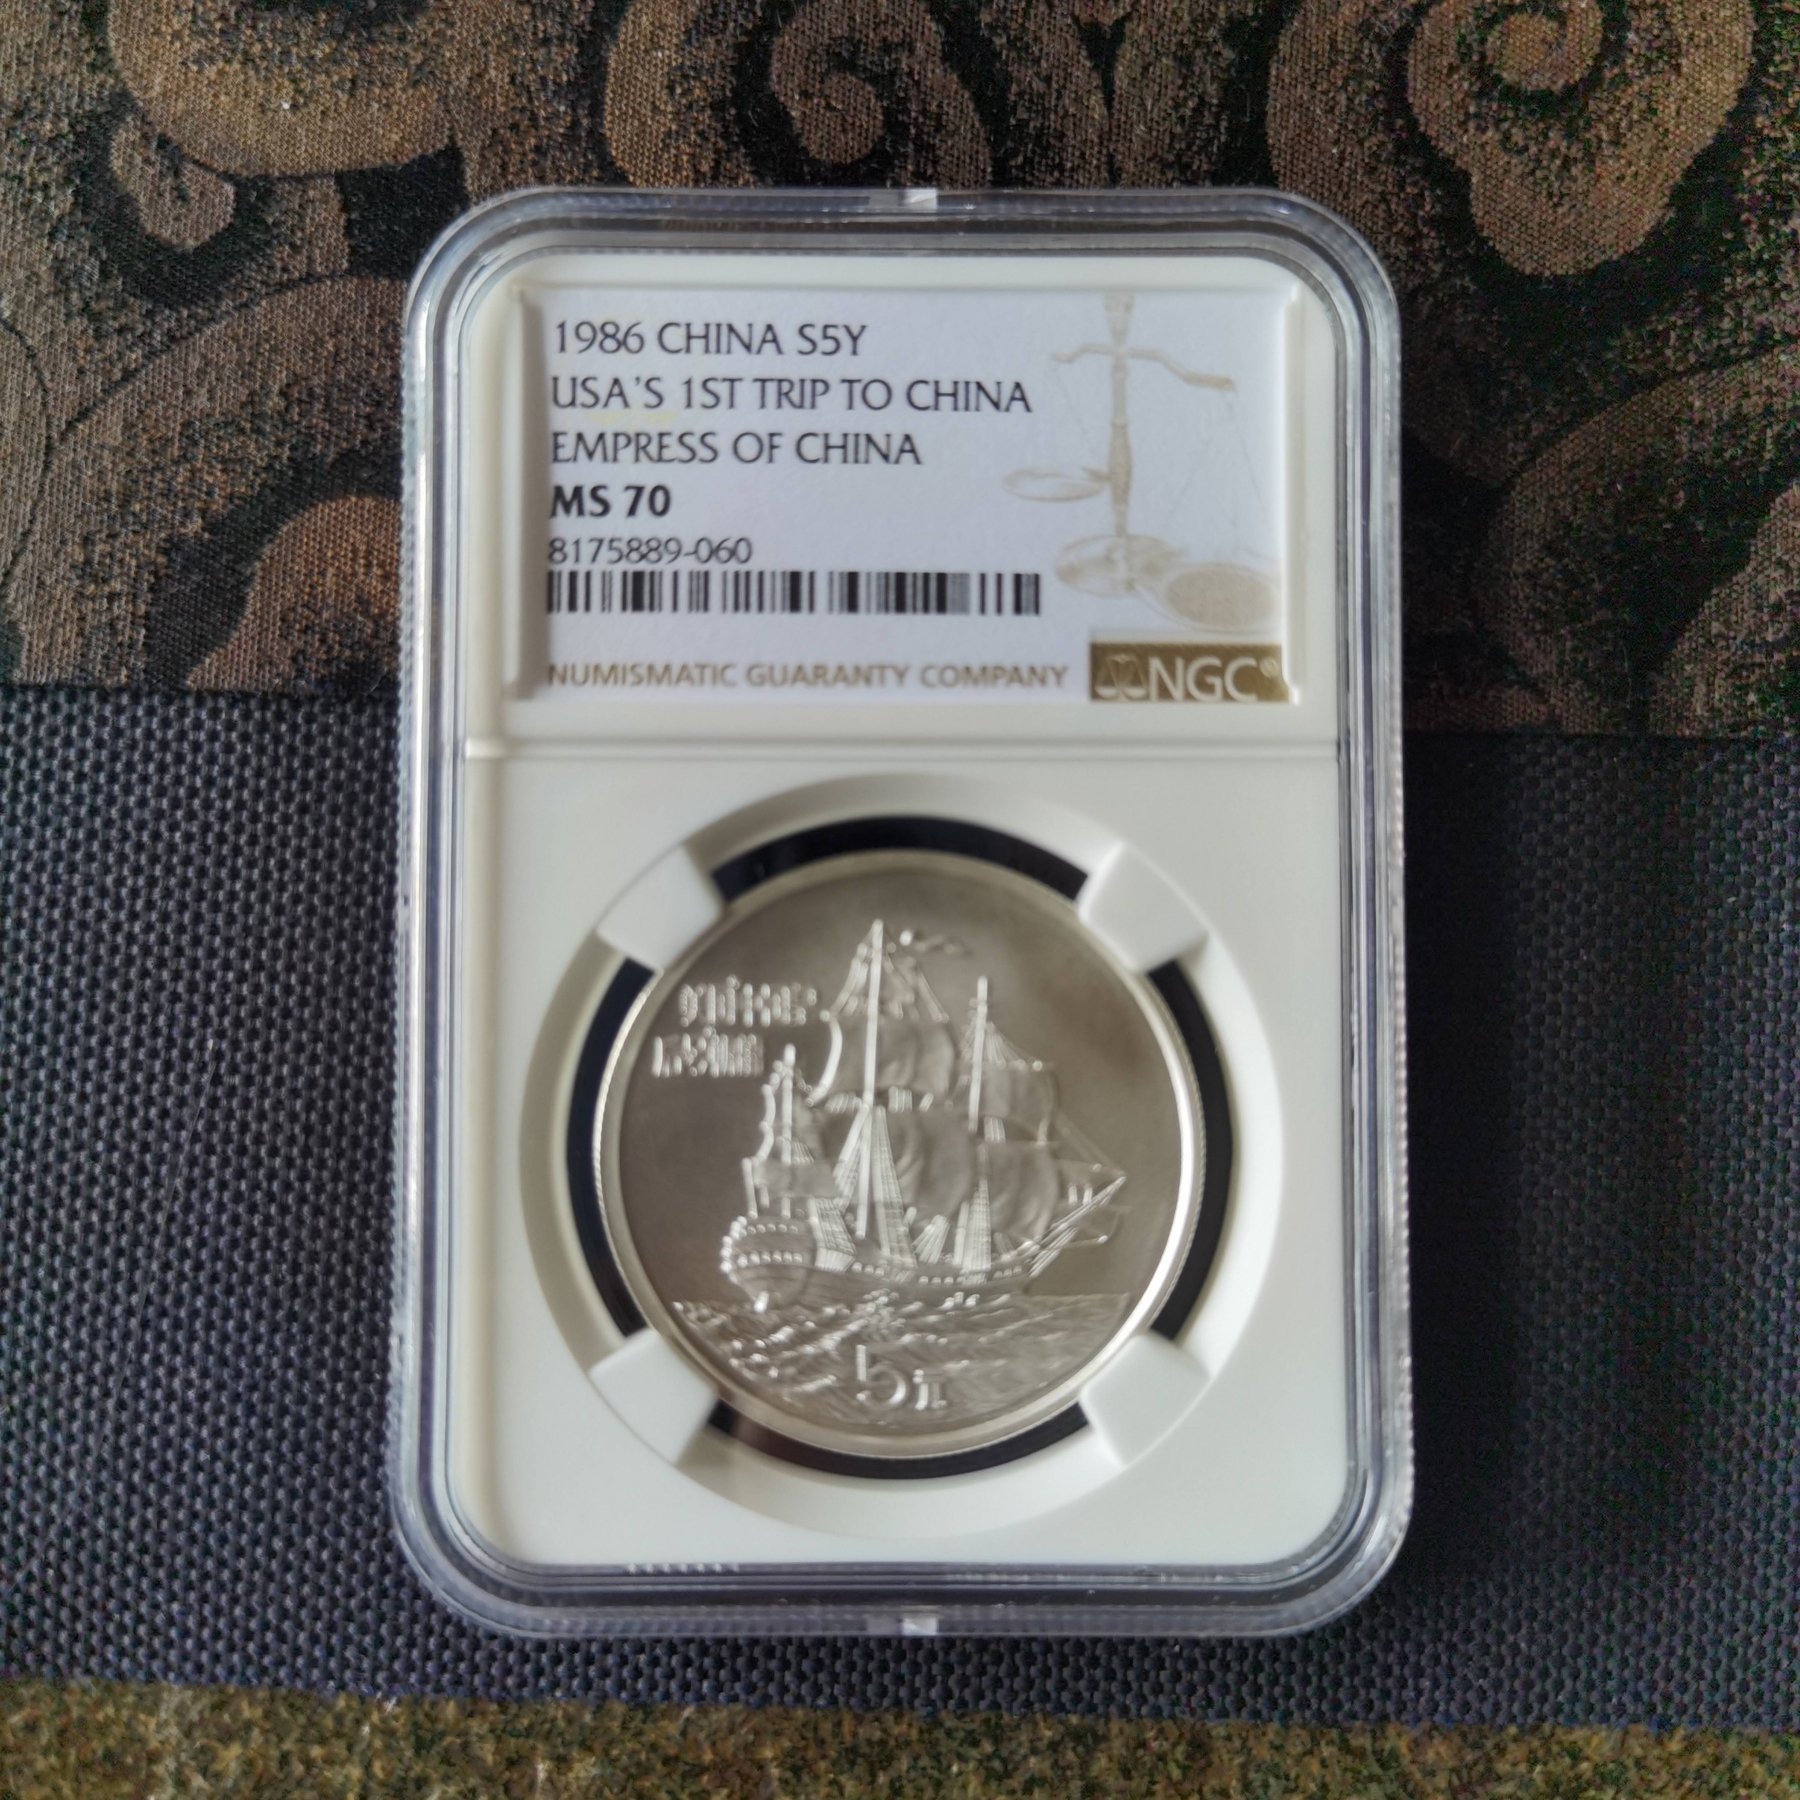 1986 CHINA S5Y
USA'S 1ST TRIP TO CHINA
EMPRESS OF CHINA
MS 70
8175889-060
NUMISMATIC GUARANTY COMPANY
NGC®
5元